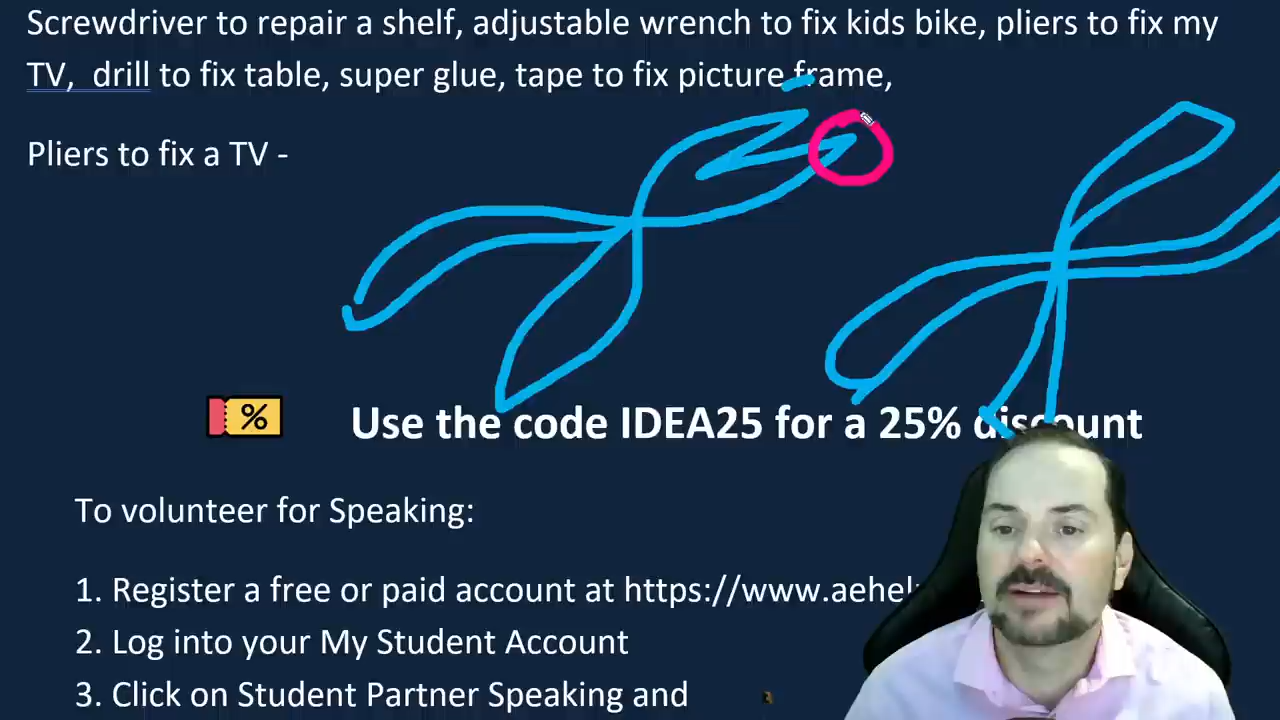 Screwdriver to repair a shelf, adjustable wrench to fix kids bike, pliers to fix my
TV, drill to fix table, super glue, tape to fix picture frame,
Pliers to fix a TV -
%
Use the code IDEA25 for a 25% discount
To volunteer for Speaking:
1. Register a free or paid account at https://www.aehel
2. Log into your My Student Account
3. Click on Student Partner Speaking and